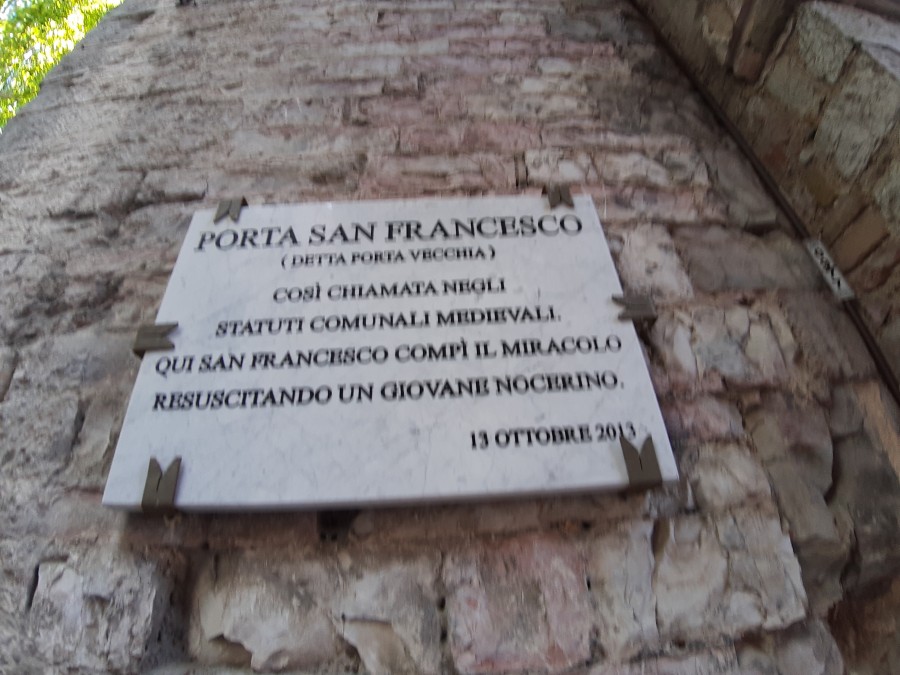 PORTA SAN FRANCESCO
(DETTA PORTA VECCHIA)
COSÌ CHIAMATA NEGLI
STATUTI COMUNALI MEDIEVALI.
QUI SAN FRANCESCO COMPÌ IL MIRACOLO
RESUSCITANDO UN GIOVANE NOCERINO.
13 OTTOBRE 2013